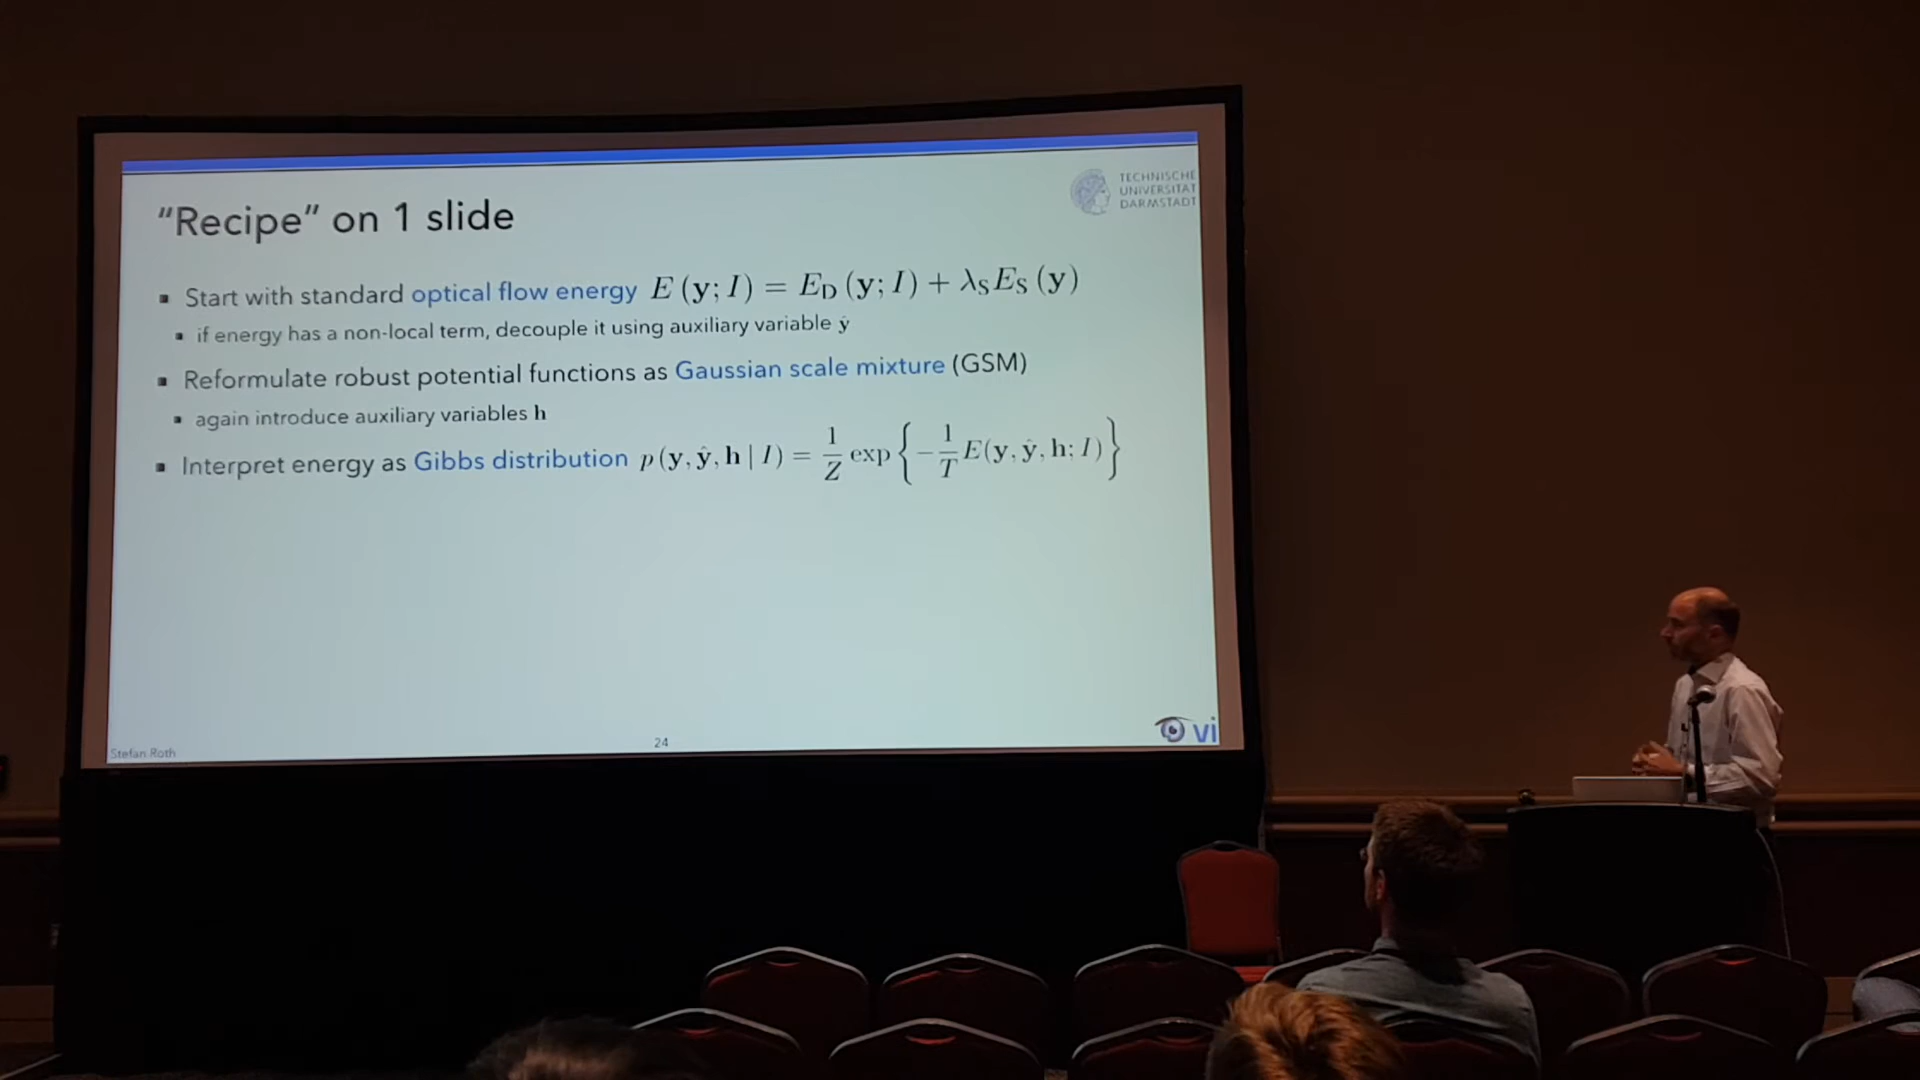 TECHNISCHE
UNIVERSITÄT
DARMSTADT
"Recipe" on 1 slide
▪ Start with standard optical flow energy E(y; I) = E_D(y; I) + λ_S E_S(y)
▪ if energy has a non-local term, decouple it using auxiliary variable ŷ
▪ Reformulate robust potential functions as Gaussian scale mixture (GSM)
▪ again introduce auxiliary variables h
▪ Interpret energy as Gibbs distribution p(y, ŷ, h | I) = 1/Z exp{−1/T E(y, ŷ, h; I)}
Stefan Roth
24
vi